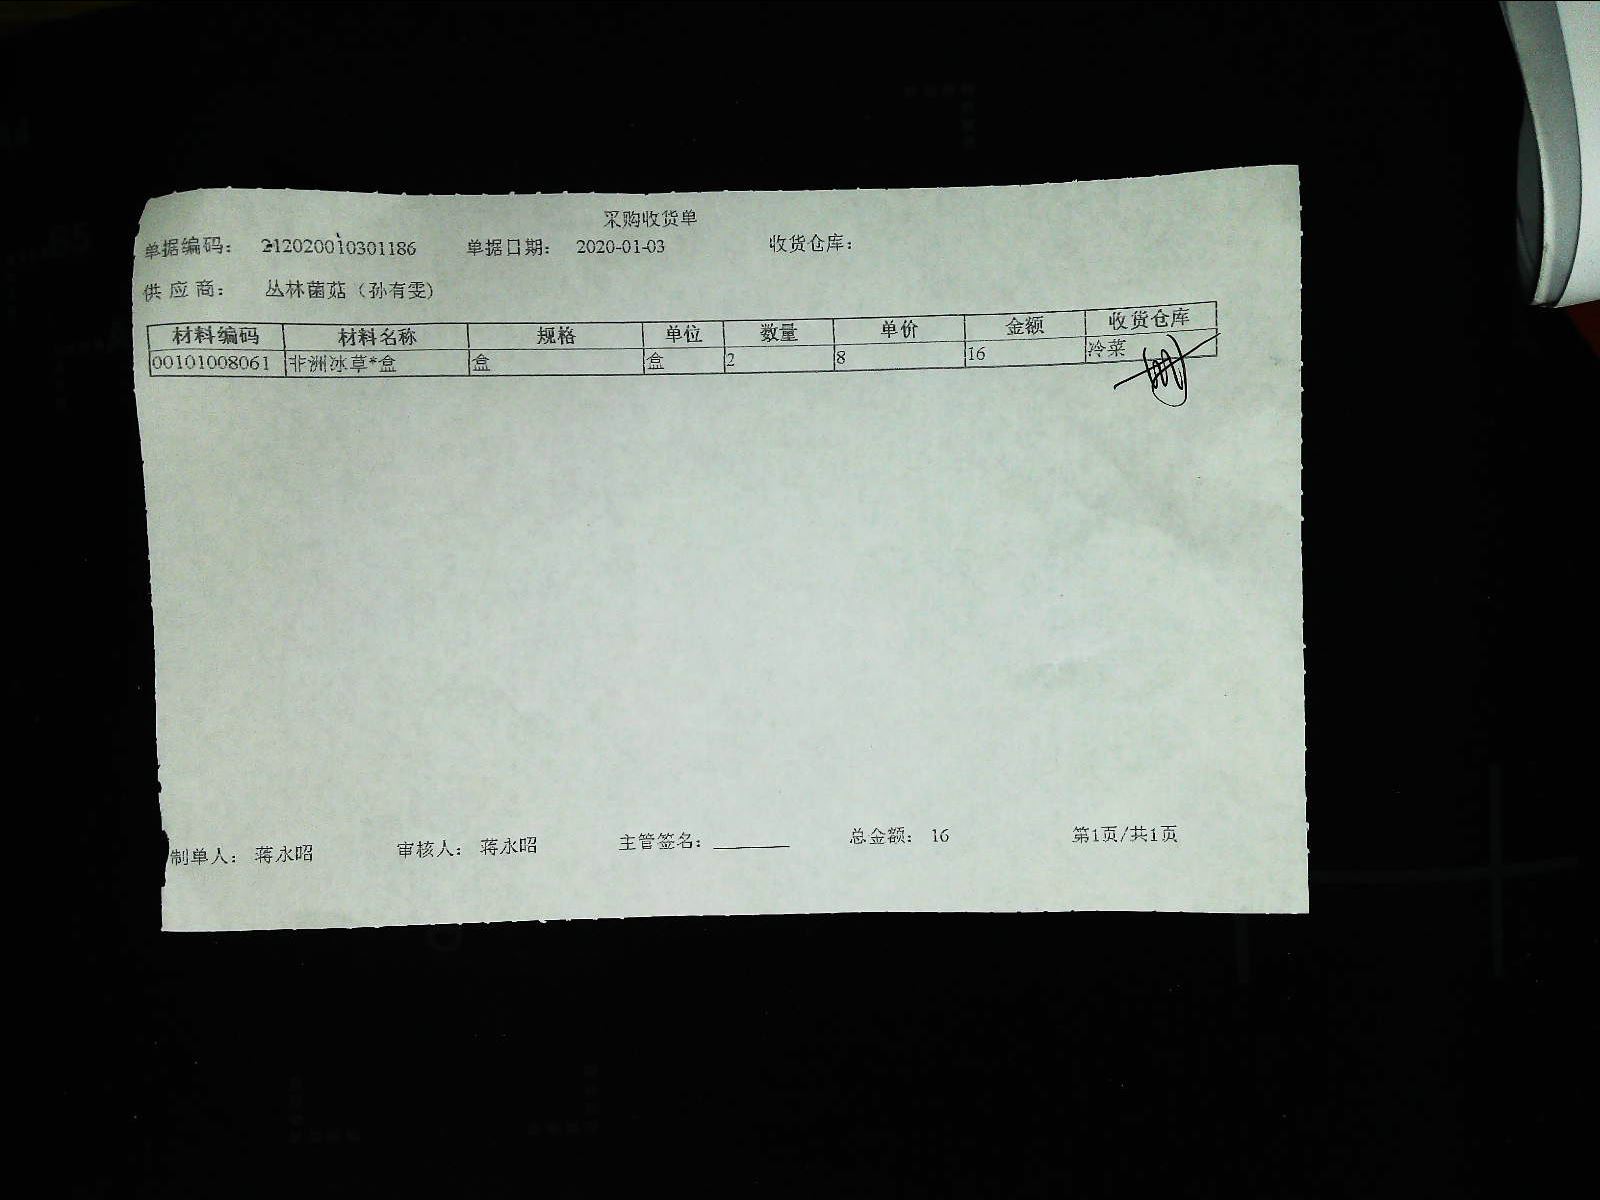 采购收货单
单据编码： 212020010301186 单据日期： 2020-01-03 收货仓库：
供应商： 丛林菌菇（孙有雯）
材料编码 材料名称 规格 单位 数量 单价 金额 收货仓库
00101008061 非洲冰草*盒 盒 盒 2 8 16 冷菜
制单人： 蒋永昭 审核人： 蒋永昭 主管签名：________ 总金额： 16 第1页/共1页